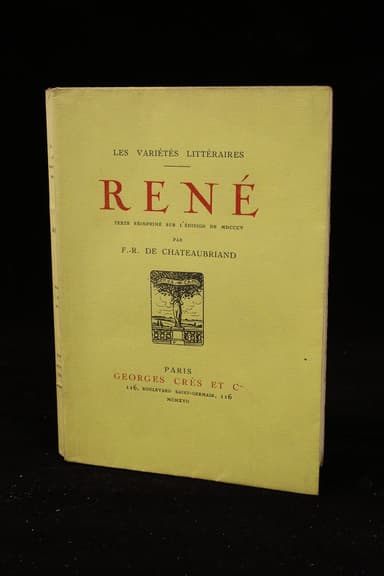 LES VARIÉTÉS LITTÉRAIRES
RENÉ
TEXTE RÉIMPRIMÉ SUR L'ÉDITION DE MDCCCV
PAR
F.-R. DE CHATEAUBRIAND
PARIS
GEORGES CRÈS ET Cie
116, BOULEVARD SAINT-GERMAIN, 116